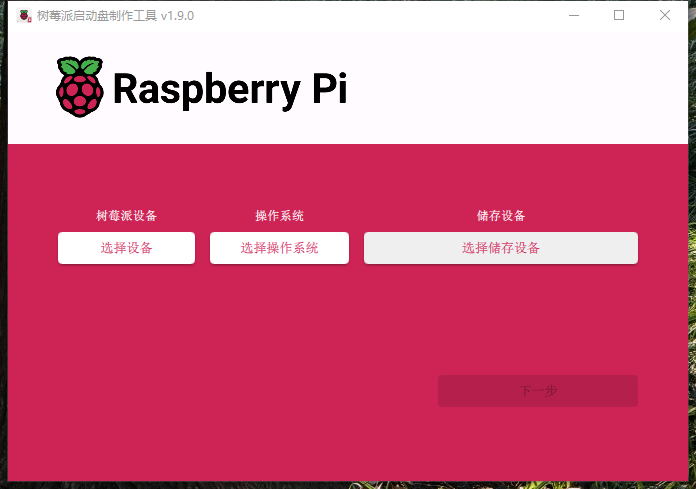 树莓派启动盘制作工具 v1.9.0
Raspberry Pi
树莓派设备 操作系统 储存设备
选择设备 选择操作系统 选择储存设备
下一步